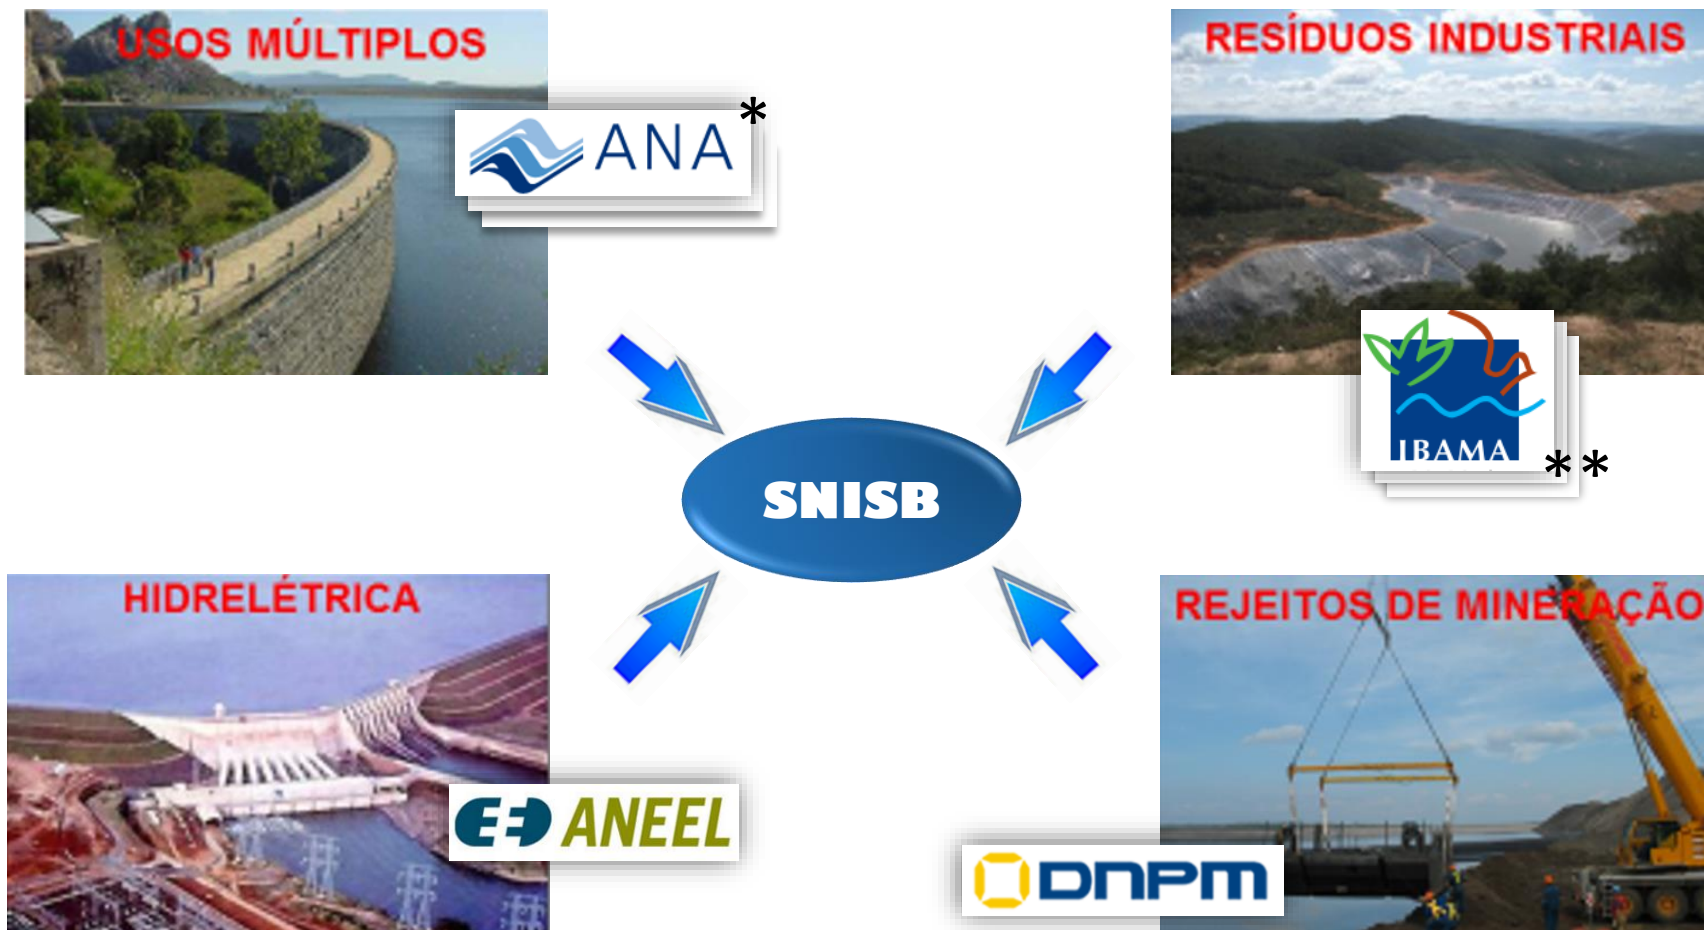 USOS MÚLTIPLOS
ANA*
RESÍDUOS INDUSTRIAIS
IBAMA
**
SNISB
HIDRELÉTRICA
ANEEL
REJEITOS DE MINERAÇÃO
DNPM